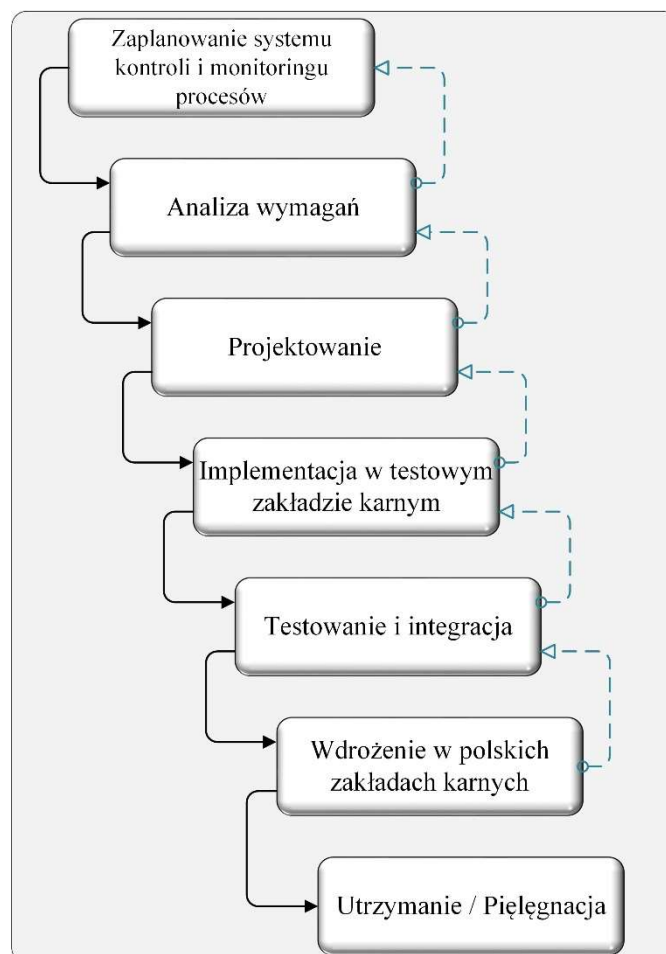 Zaplanowanie systemu
kontroli i monitoringu
procesów
Analiza wymagań
Projektowanie
Implementacja w testowym
zakładzie karnym
Testowanie i integracja
Wdrożenie w polskich
zakładach karnych
Utrzymanie / Pięlęgnacja